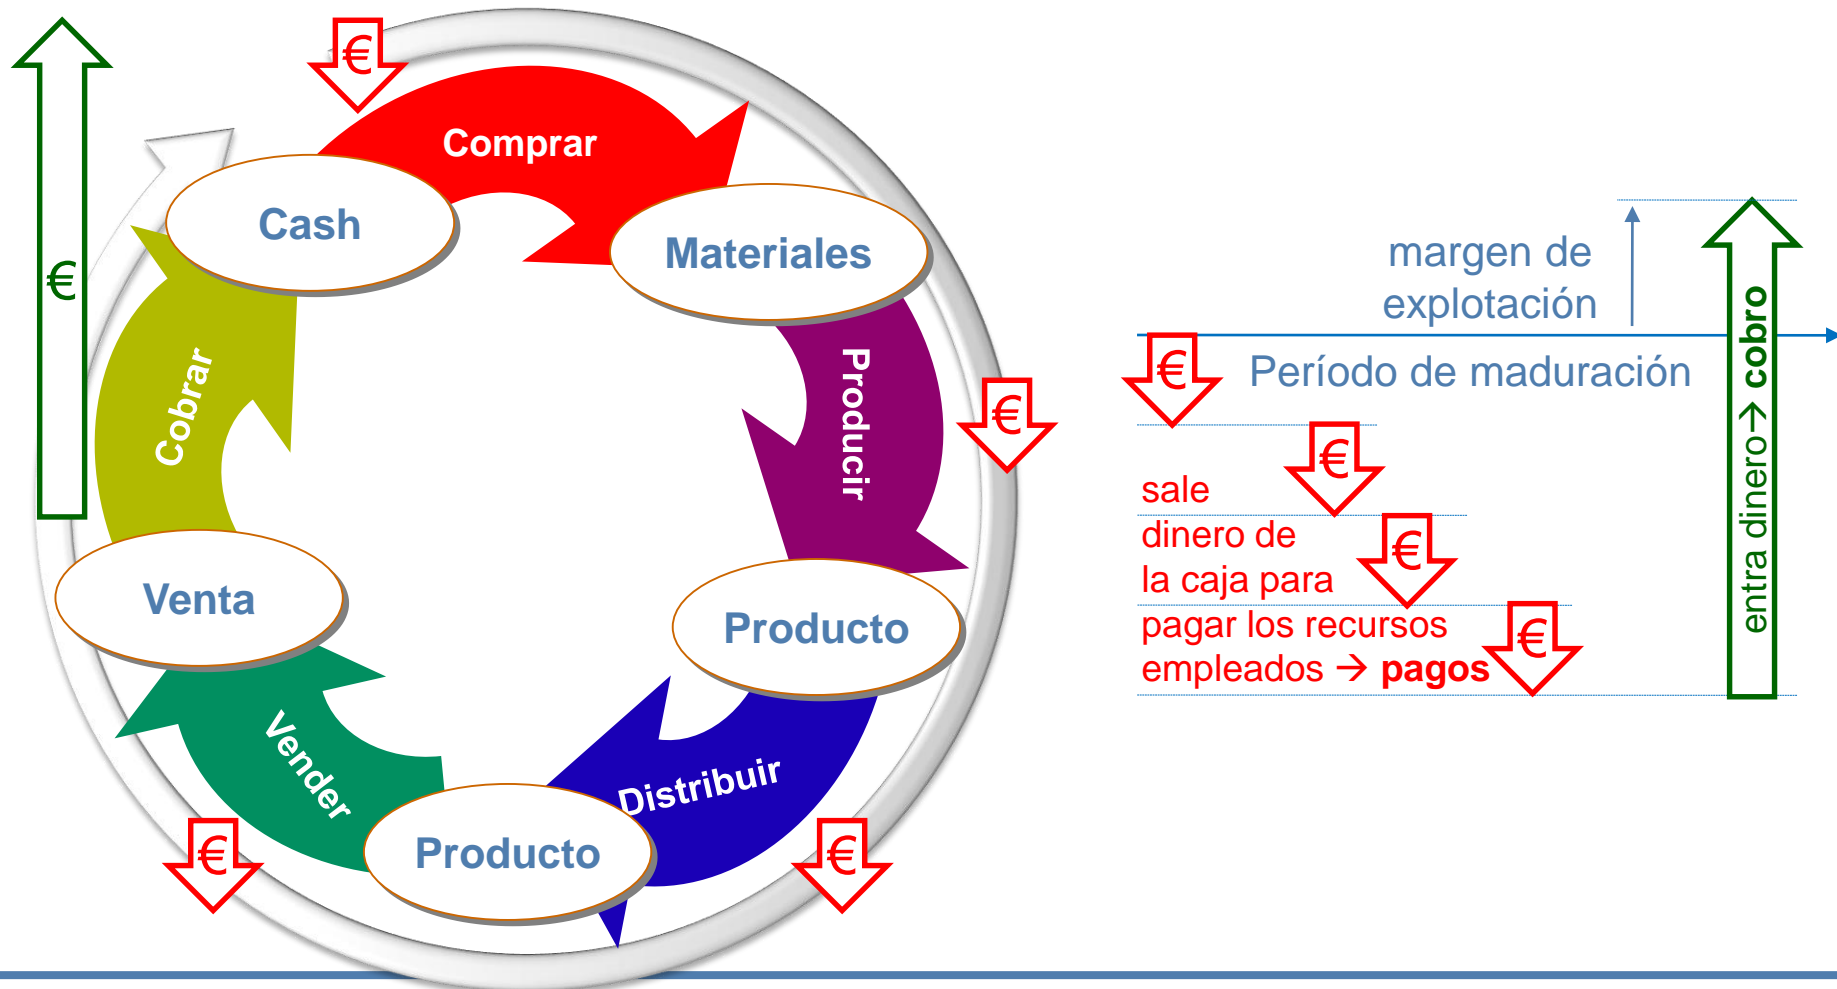 €
€
Comprar
Cash
Materiales
Cobrar
Producir
€
Venta
Producto
Vender
Distribuir
Producto
€
€
margen de
explotación
€
Período de maduración
€
€
€
sale
dinero de
la caja para
pagar los recursos
empleados → pagos
entra dinero→ cobro